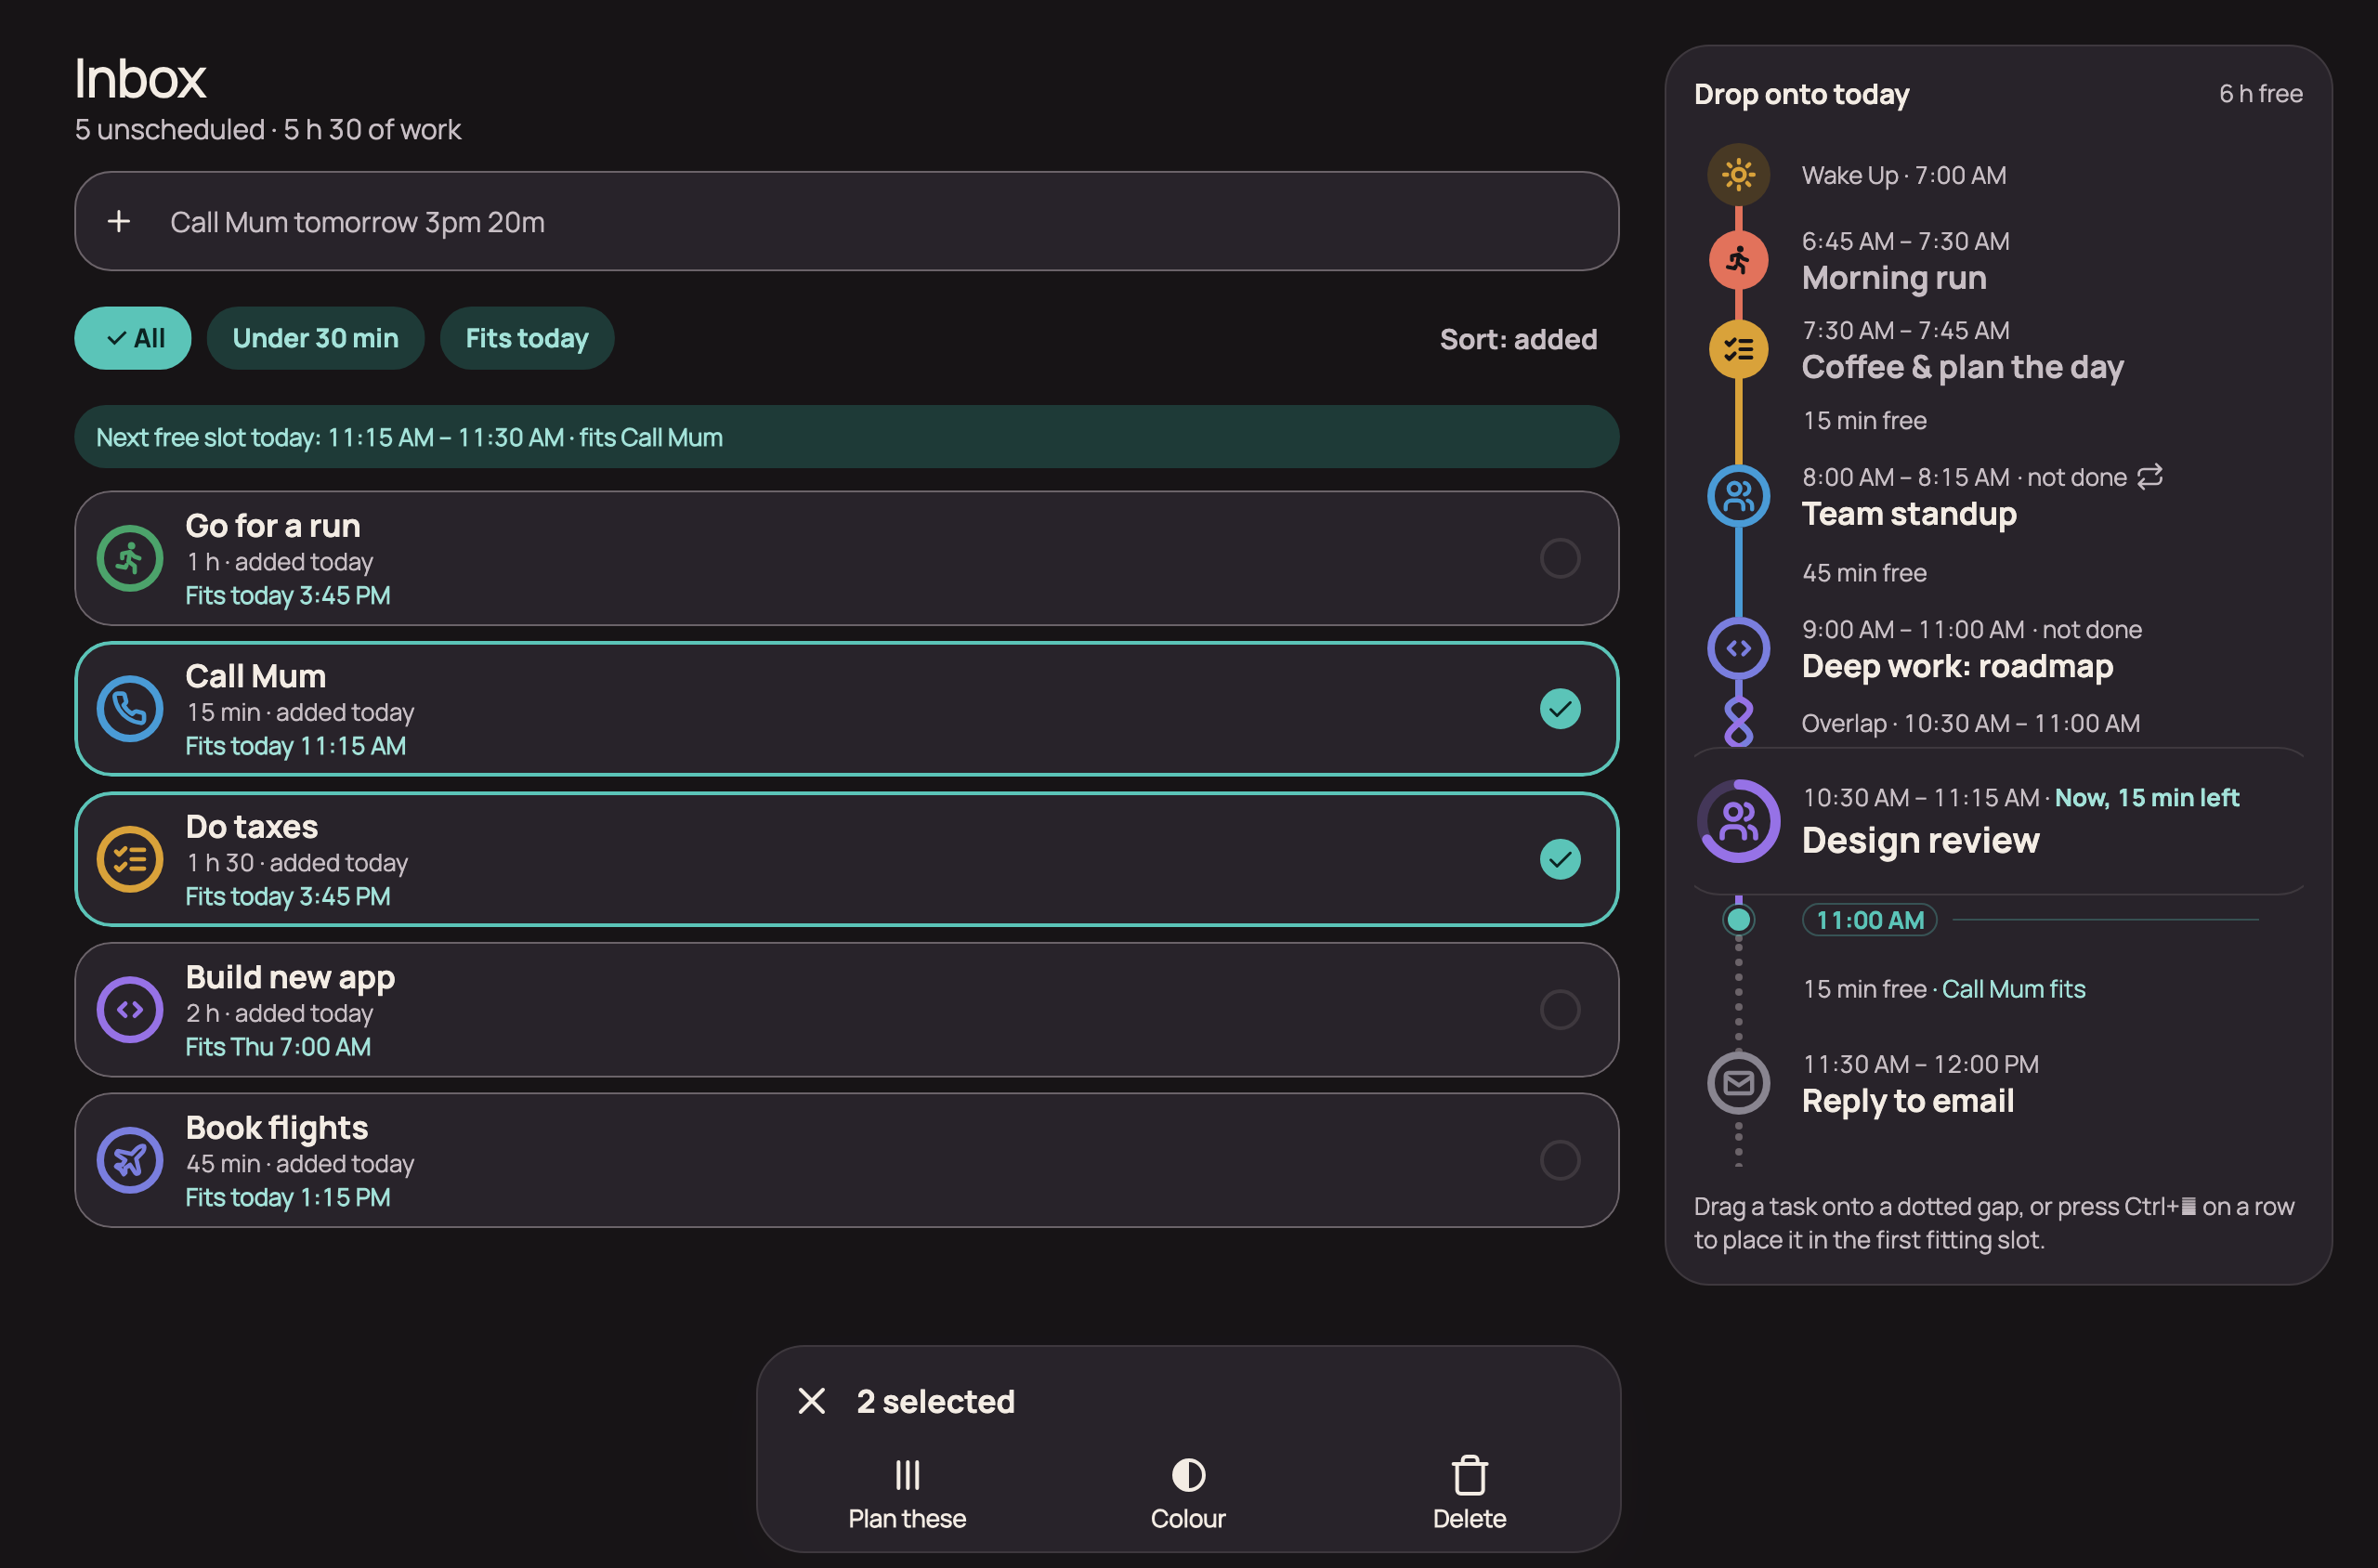 Inbox
5 unscheduled · 5 h 30 of work
Call Mum tomorrow 3pm 20m
All
Under 30 min
Fits today
Sort: added
Next free slot today: 11:15 AM – 11:30 AM · fits Call Mum
Go for a run
1 h · added today
Fits today 3:45 PM
Call Mum
15 min · added today
Fits today 11:15 AM
Do taxes
1 h 30 · added today
Fits today 3:45 PM
Build new app
2 h · added today
Fits Thu 7:00 AM
Book flights
45 min · added today
Fits today 1:15 PM
Drop onto today
6 h free
Wake Up · 7:00 AM
6:45 AM – 7:30 AM
Morning run
7:30 AM – 7:45 AM
Coffee & plan the day
15 min free
8:00 AM – 8:15 AM · not done
Team standup
45 min free
9:00 AM – 11:00 AM · not done
Deep work: roadmap
Overlap · 10:30 AM – 11:00 AM
10:30 AM – 11:15 AM · Now, 15 min left
Design review
11:00 AM
15 min free · Call Mum fits
11:30 AM – 12:00 PM
Reply to email
Drag a task onto a dotted gap, or press Ctrl+ on a row
to place it in the first fitting slot.
2 selected
Plan these
Colour
Delete